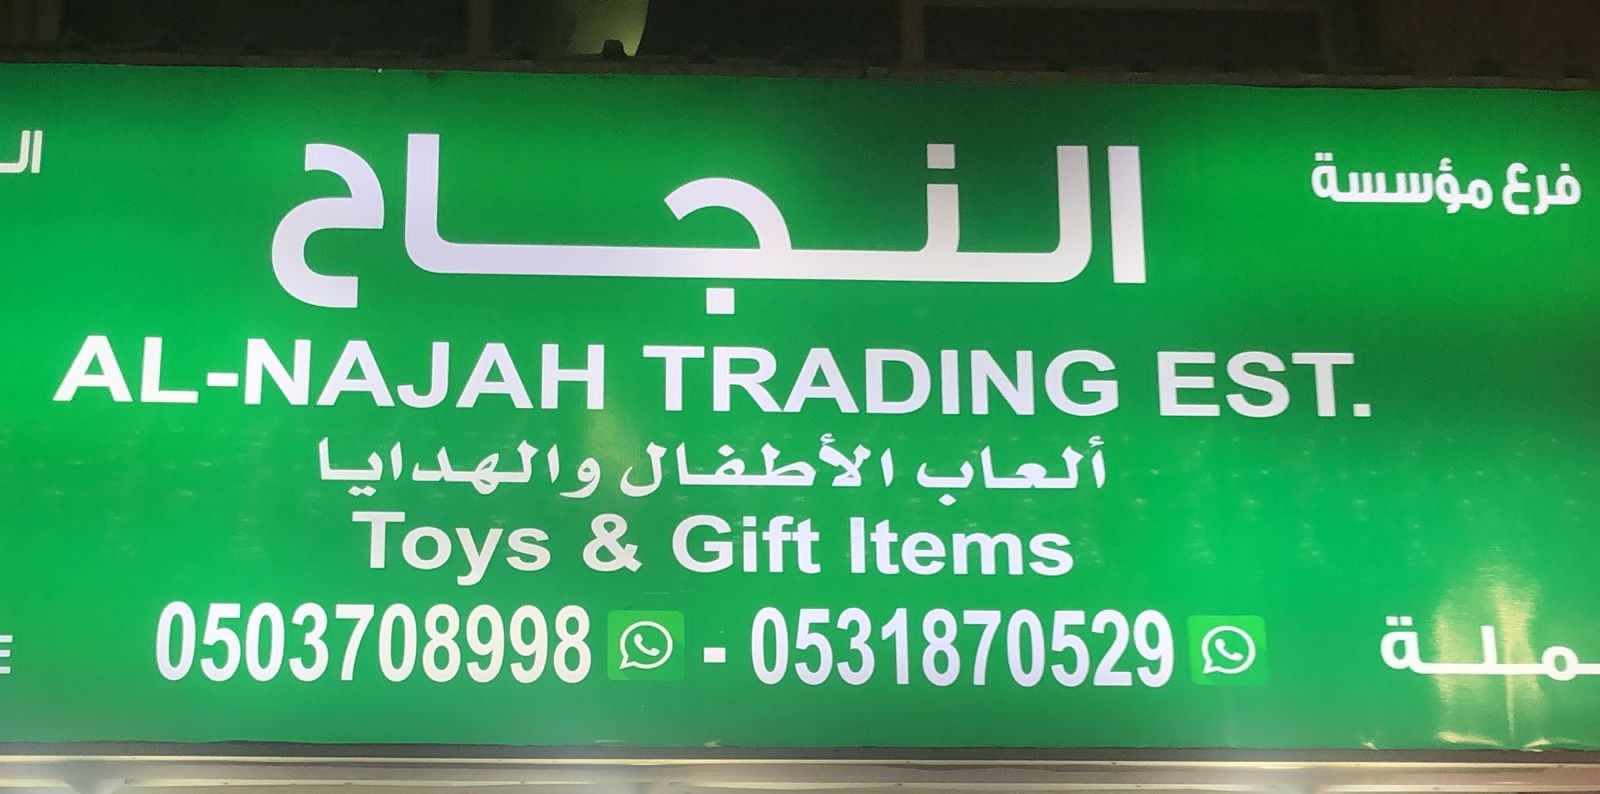 فرع مؤسسة
النجاح
AL-NAJAH TRADING EST.
ألعاب الأطفال والهدايا
Toys & Gift Items
0503708998 - 0531870529